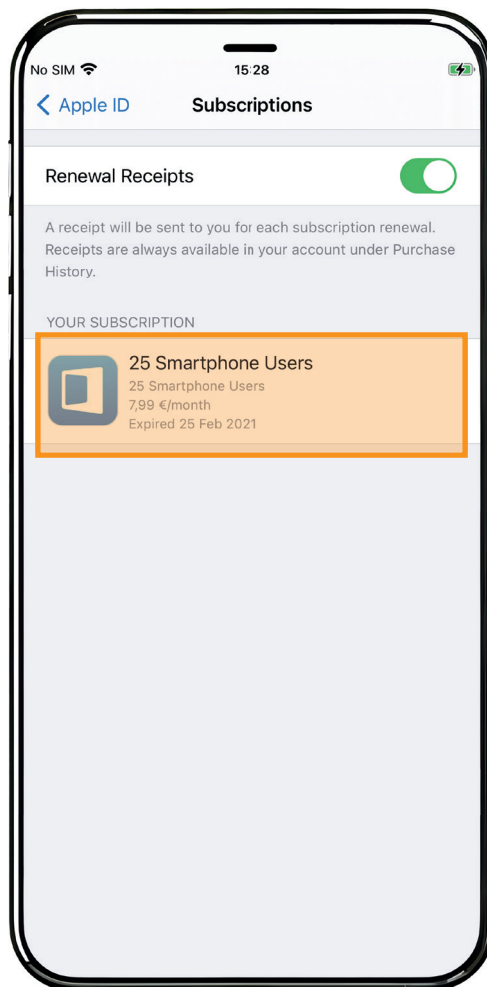 No SIM 15:28
Apple ID Subscriptions
Renewal Receipts
A receipt will be sent to you for each subscription renewal.
Receipts are always available in your account under Purchase
History.
YOUR SUBSCRIPTION
25 Smartphone Users
25 Smartphone Users
7,99 €/month
Expired 25 Feb 2021